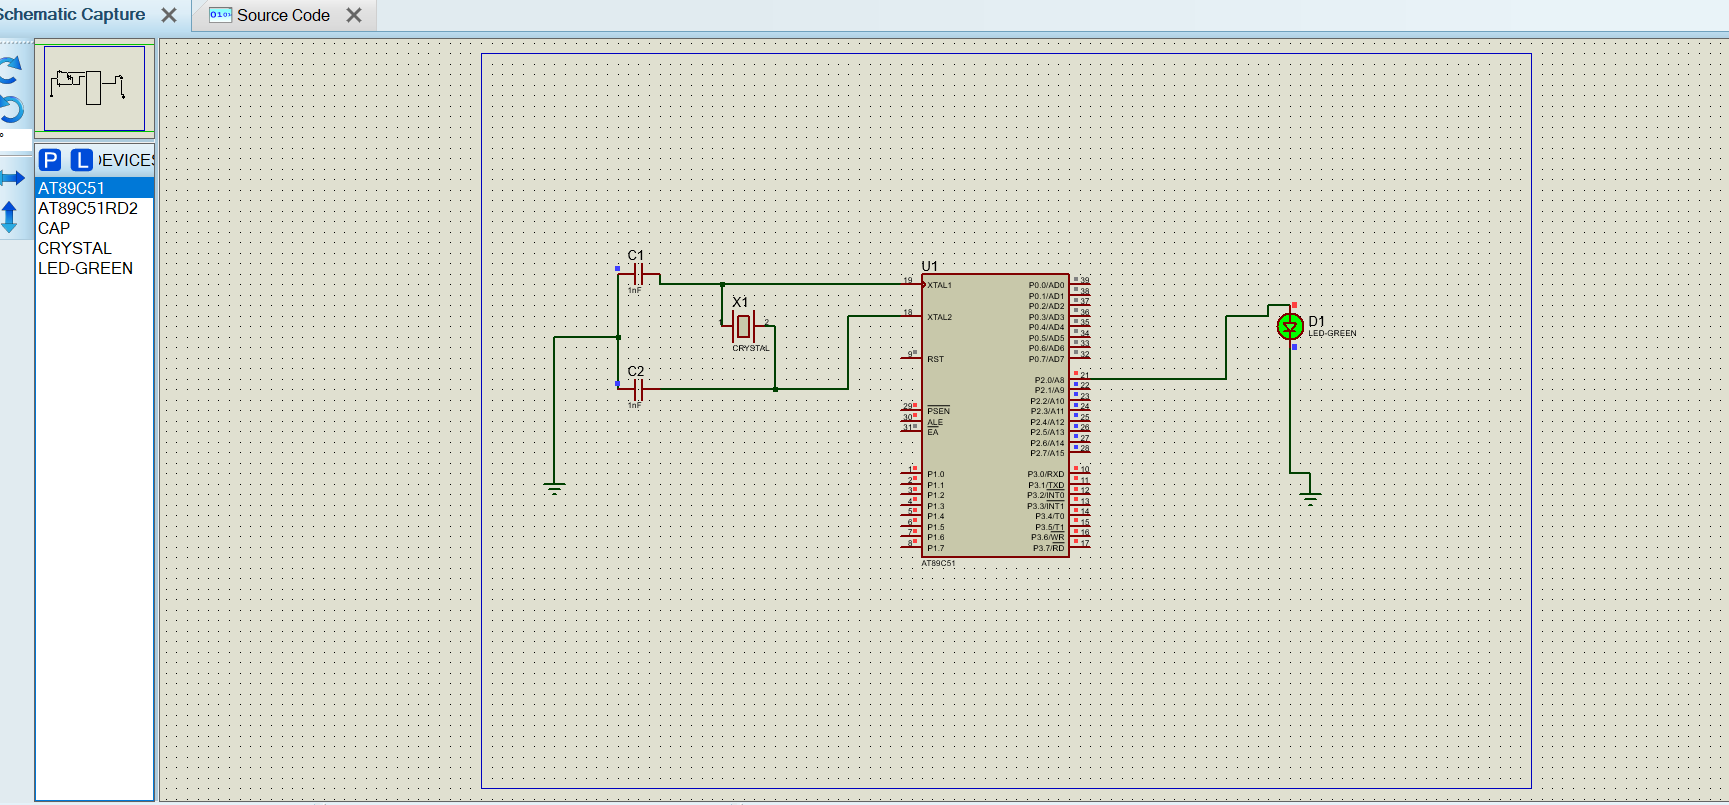 Schematic Capture
Source Code
P L DEVICES
AT89C51
AT89C51RD2
CAP
CRYSTAL
LED-GREEN
C1
1nF
X1
1
2
CRYSTAL
C2
1nF
U1
19 XTAL1
18 XTAL2
9 RST
29 PSEN
30 ALE
31 EA
1 P1.0
2 P1.1
3 P1.2
4 P1.3
5 P1.4
6 P1.5
7 P1.6
8 P1.7
P0.0/AD0 39
P0.1/AD1 38
P0.2/AD2 37
P0.3/AD3 36
P0.4/AD4 35
P0.5/AD5 34
P0.6/AD6 33
P0.7/AD7 32
P2.0/A8 21
P2.1/A9 22
P2.2/A10 23
P2.3/A11 24
P2.4/A12 25
P2.5/A13 26
P2.6/A14 27
P2.7/A15 28
P3.0/RXD 10
P3.1/TXD 11
P3.2/INT0 12
P3.3/INT1 13
P3.4/T0 14
P3.5/T1 15
P3.6/WR 16
P3.7/RD 17
AT89C51
D1
LED-GREEN